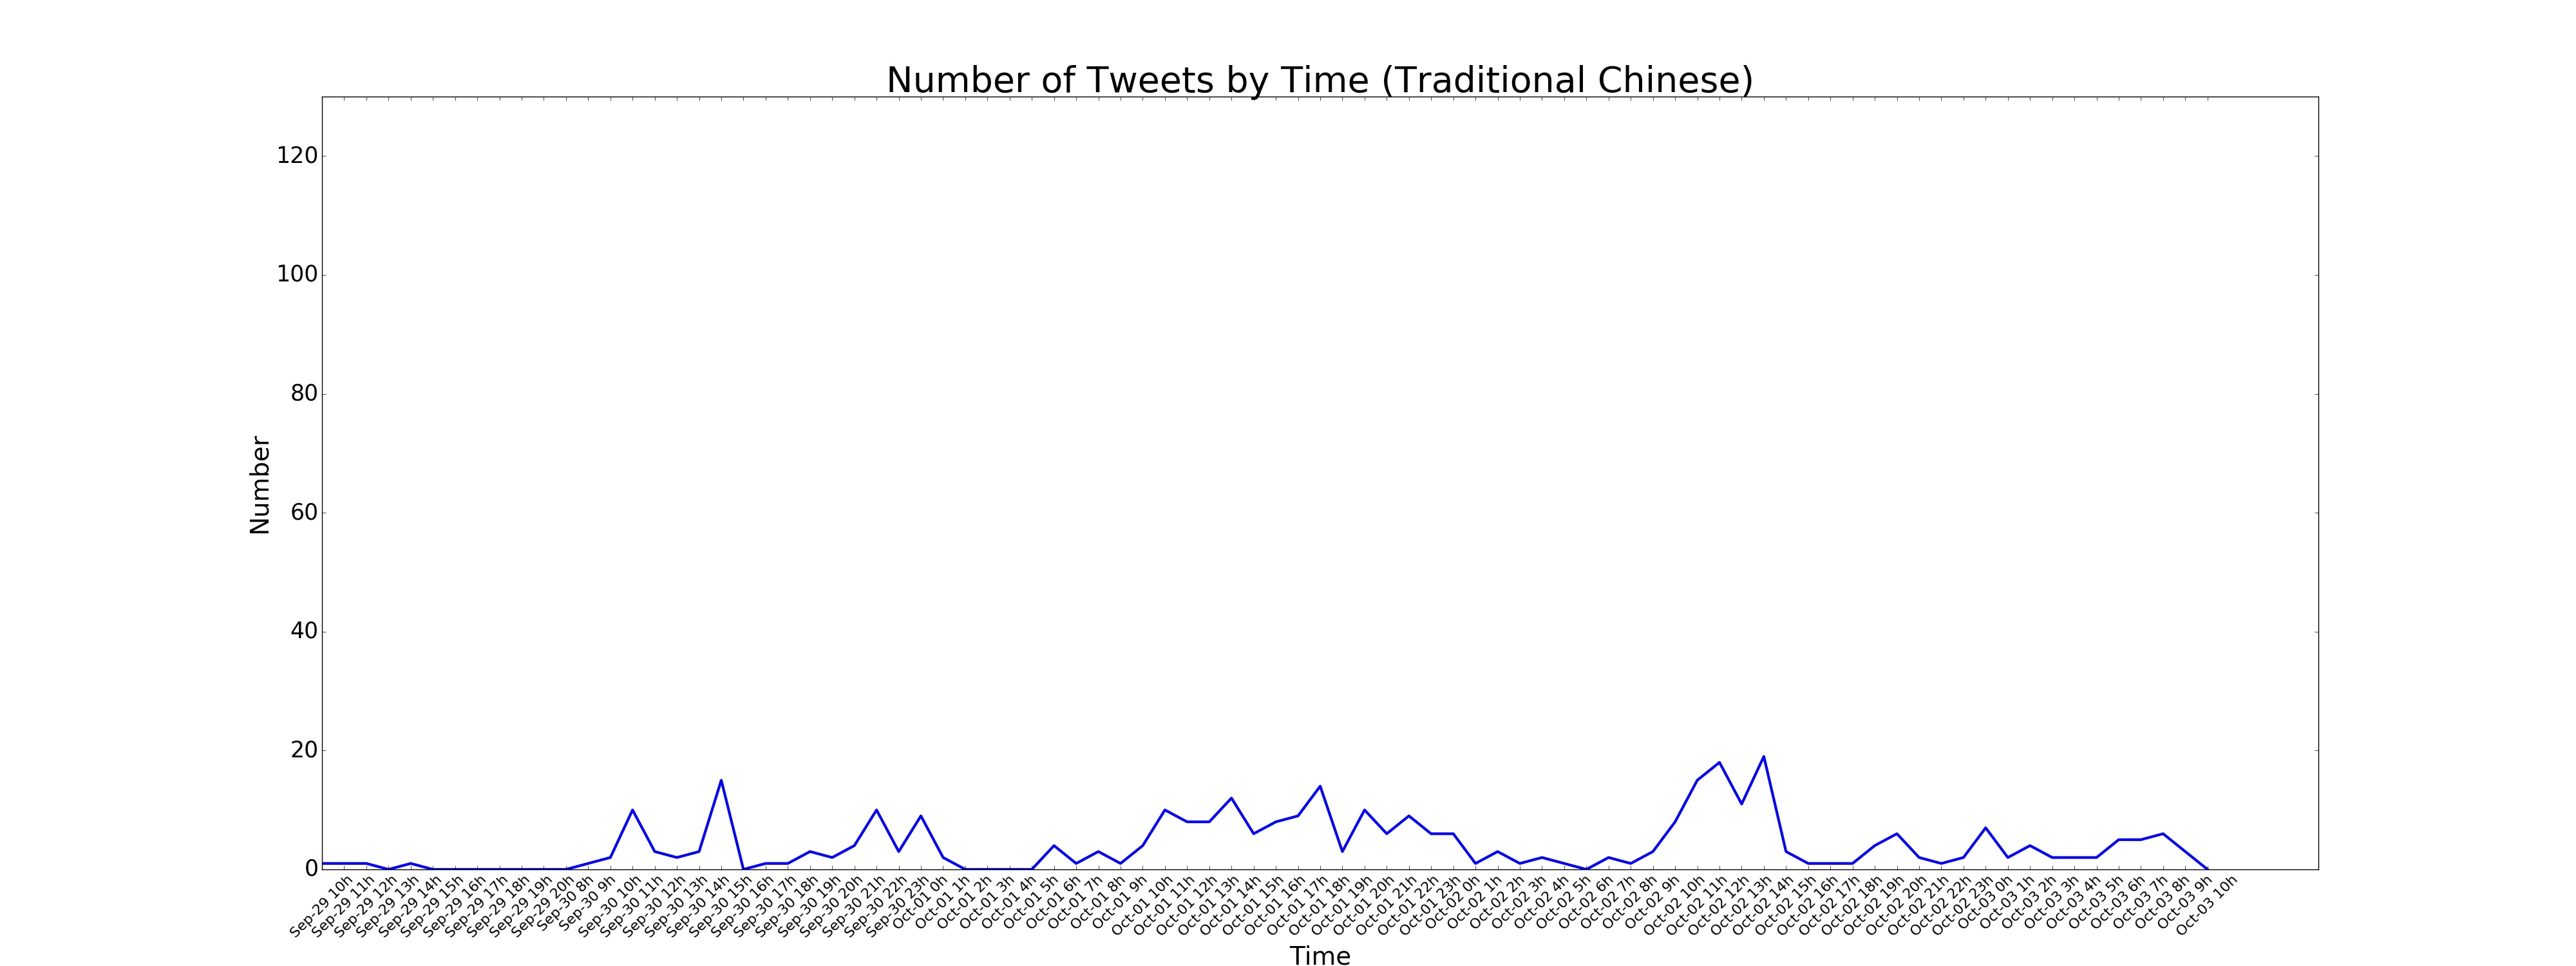 Number of Tweets by Time (Traditional Chinese)
120
100
80
60
40
20
0
Number
Sep-29 10h
Sep-29 11h
Sep-29 12h
Sep-29 13h
Sep-29 14h
Sep-29 15h
Sep-29 16h
Sep-29 17h
Sep-29 18h
Sep-29 19h
Sep-29 20h
Sep-30 8h
Sep-30 9h
Sep-30 10h
Sep-30 11h
Sep-30 12h
Sep-30 13h
Sep-30 14h
Sep-30 15h
Sep-30 16h
Sep-30 17h
Sep-30 18h
Sep-30 19h
Sep-30 20h
Sep-30 21h
Sep-30 22h
Sep-30 23h
Oct-01 0h
Oct-01 1h
Oct-01 2h
Oct-01 3h
Oct-01 4h
Oct-01 5h
Oct-01 6h
Oct-01 7h
Oct-01 8h
Oct-01 9h
Oct-01 10h
Oct-01 11h
Oct-01 12h
Oct-01 13h
Oct-01 14h
Oct-01 15h
Oct-01 16h
Oct-01 17h
Oct-01 18h
Oct-01 19h
Oct-01 20h
Oct-01 21h
Oct-01 22h
Oct-01 23h
Oct-02 0h
Oct-02 1h
Oct-02 2h
Oct-02 3h
Oct-02 4h
Oct-02 5h
Oct-02 6h
Oct-02 7h
Oct-02 8h
Oct-02 9h
Oct-02 10h
Oct-02 11h
Oct-02 12h
Oct-02 13h
Oct-02 14h
Oct-02 15h
Oct-02 16h
Oct-02 17h
Oct-02 18h
Oct-02 19h
Oct-02 20h
Oct-02 21h
Oct-02 22h
Oct-02 23h
Oct-03 0h
Oct-03 1h
Oct-03 2h
Oct-03 3h
Oct-03 4h
Oct-03 5h
Oct-03 6h
Oct-03 7h
Oct-03 8h
Oct-03 9h
Oct-03 10h
Time